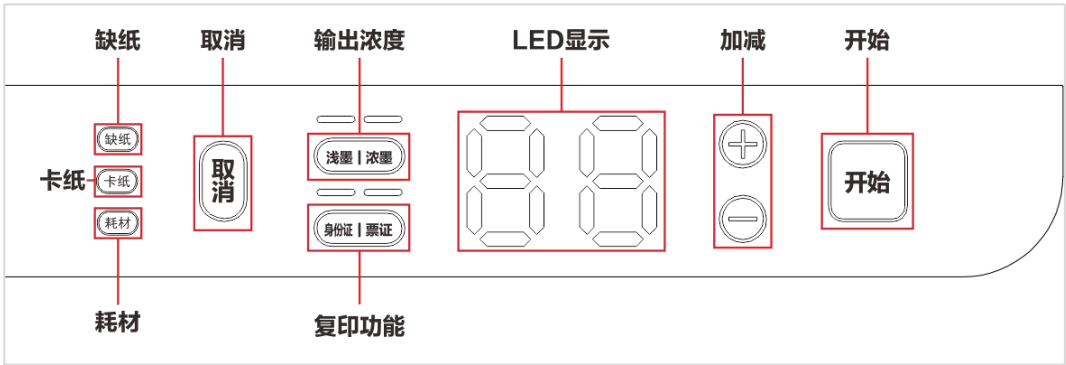 缺纸 取消 输出浓度 LED显示 加减 开始
缺纸
卡纸 卡纸
耗材
取消
浅墨 | 浓墨
身份证 | 票证
88
+
−
开始
耗材 复印功能